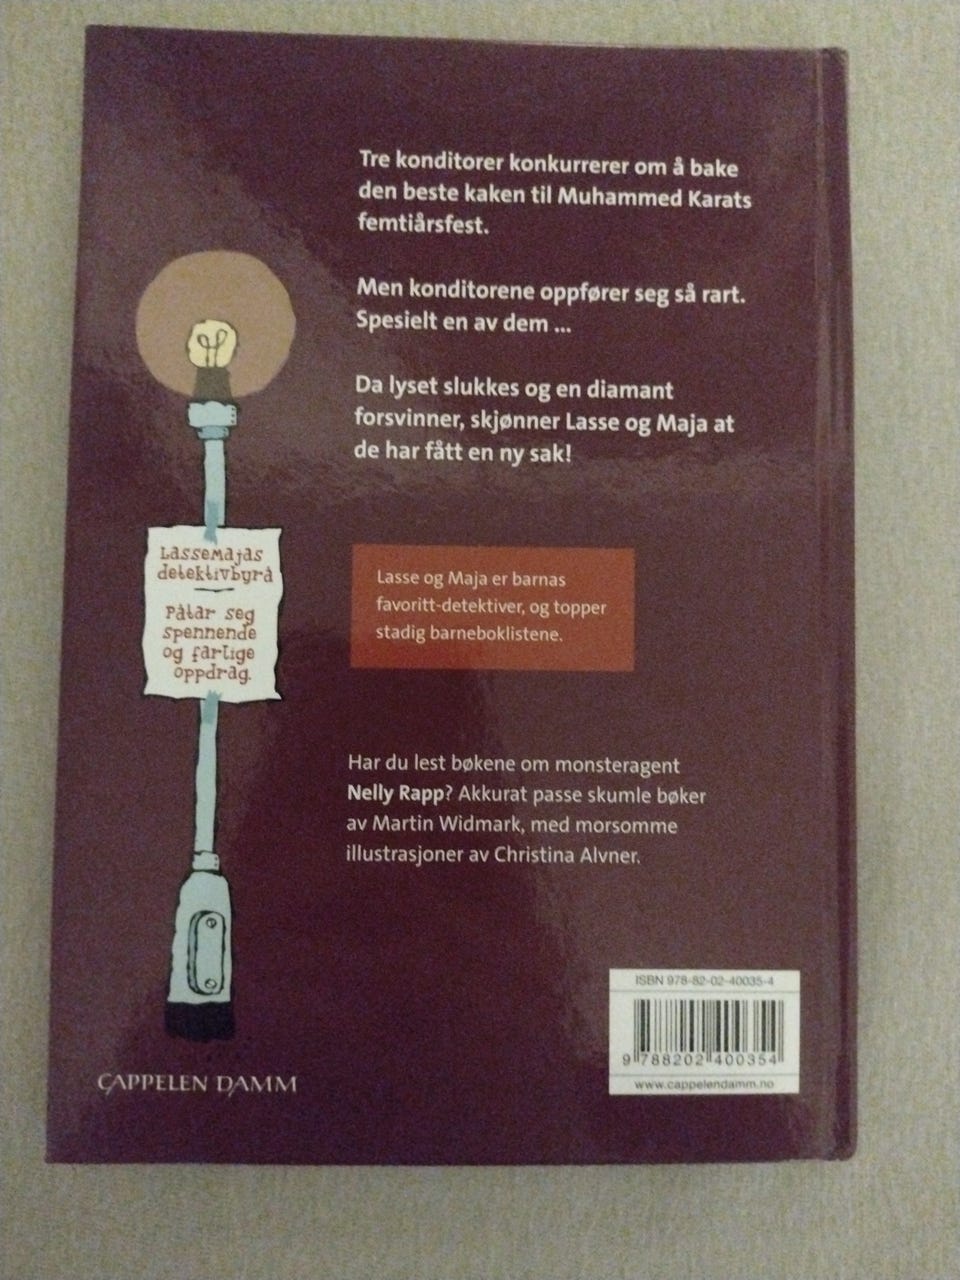 Tre konditorer konkurrerer om å bake
den beste kaken til Muhammed Karats
femtiårsfest.
Men konditorene oppfører seg så rart.
Spesielt en av dem ...
Da lyset slukkes og en diamant
forsvinner, skjønner Lasse og Maja at
de har fått en ny sak!
LasseMajas
detektivbyrå
Påtar seg
spennende
og farlige
oppdrag.
Lasse og Maja er barnas
favoritt-detektiver, og topper
stadig barneboklistene.
Har du lest bøkene om monsteragent
Nelly Rapp? Akkurat passe skumle bøker
av Martin Widmark, med morsomme
illustrasjoner av Christina Alvner.
ISBN 978-82-02-40035-4
9 788202 400354
www.cappelendamm.no
CAPPELEN DAMM